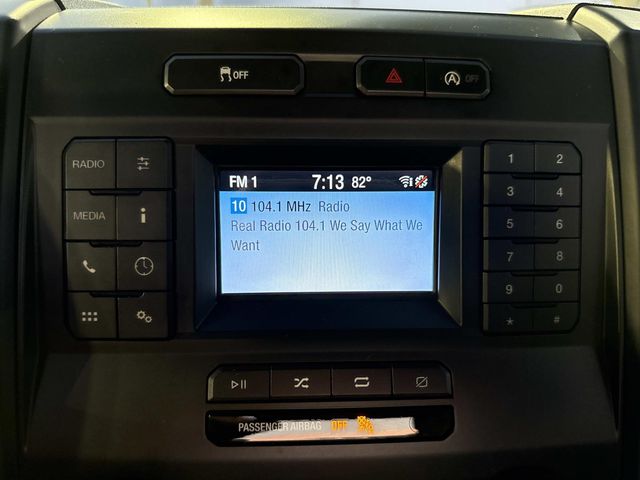 OFF
OFF
RADIO
MEDIA
FM 1 7:13 82°
10 104.1 MHz Radio
Real Radio 104.1 We Say What We
Want
1 2
3 4
5 6
7 8
9 0
* #
PASSENGER AIRBAG OFF